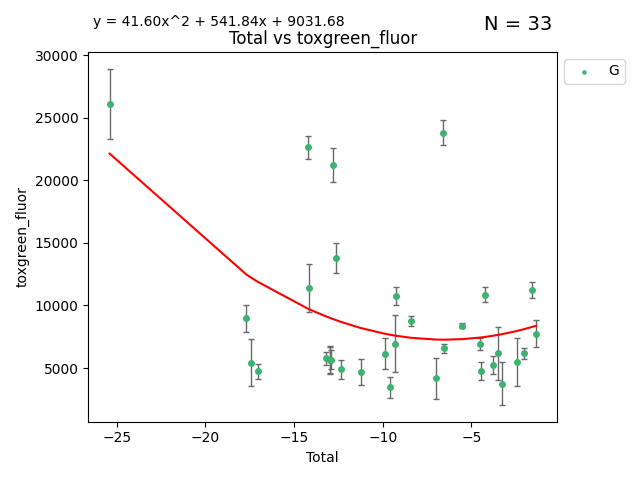 y = 41.60x^2 + 541.84x + 9031.68
N = 33
Total vs toxgreen_fluor
G
toxgreen_fluor
30000
25000
20000
15000
10000
5000
−25 −20 −15 −10 −5
Total